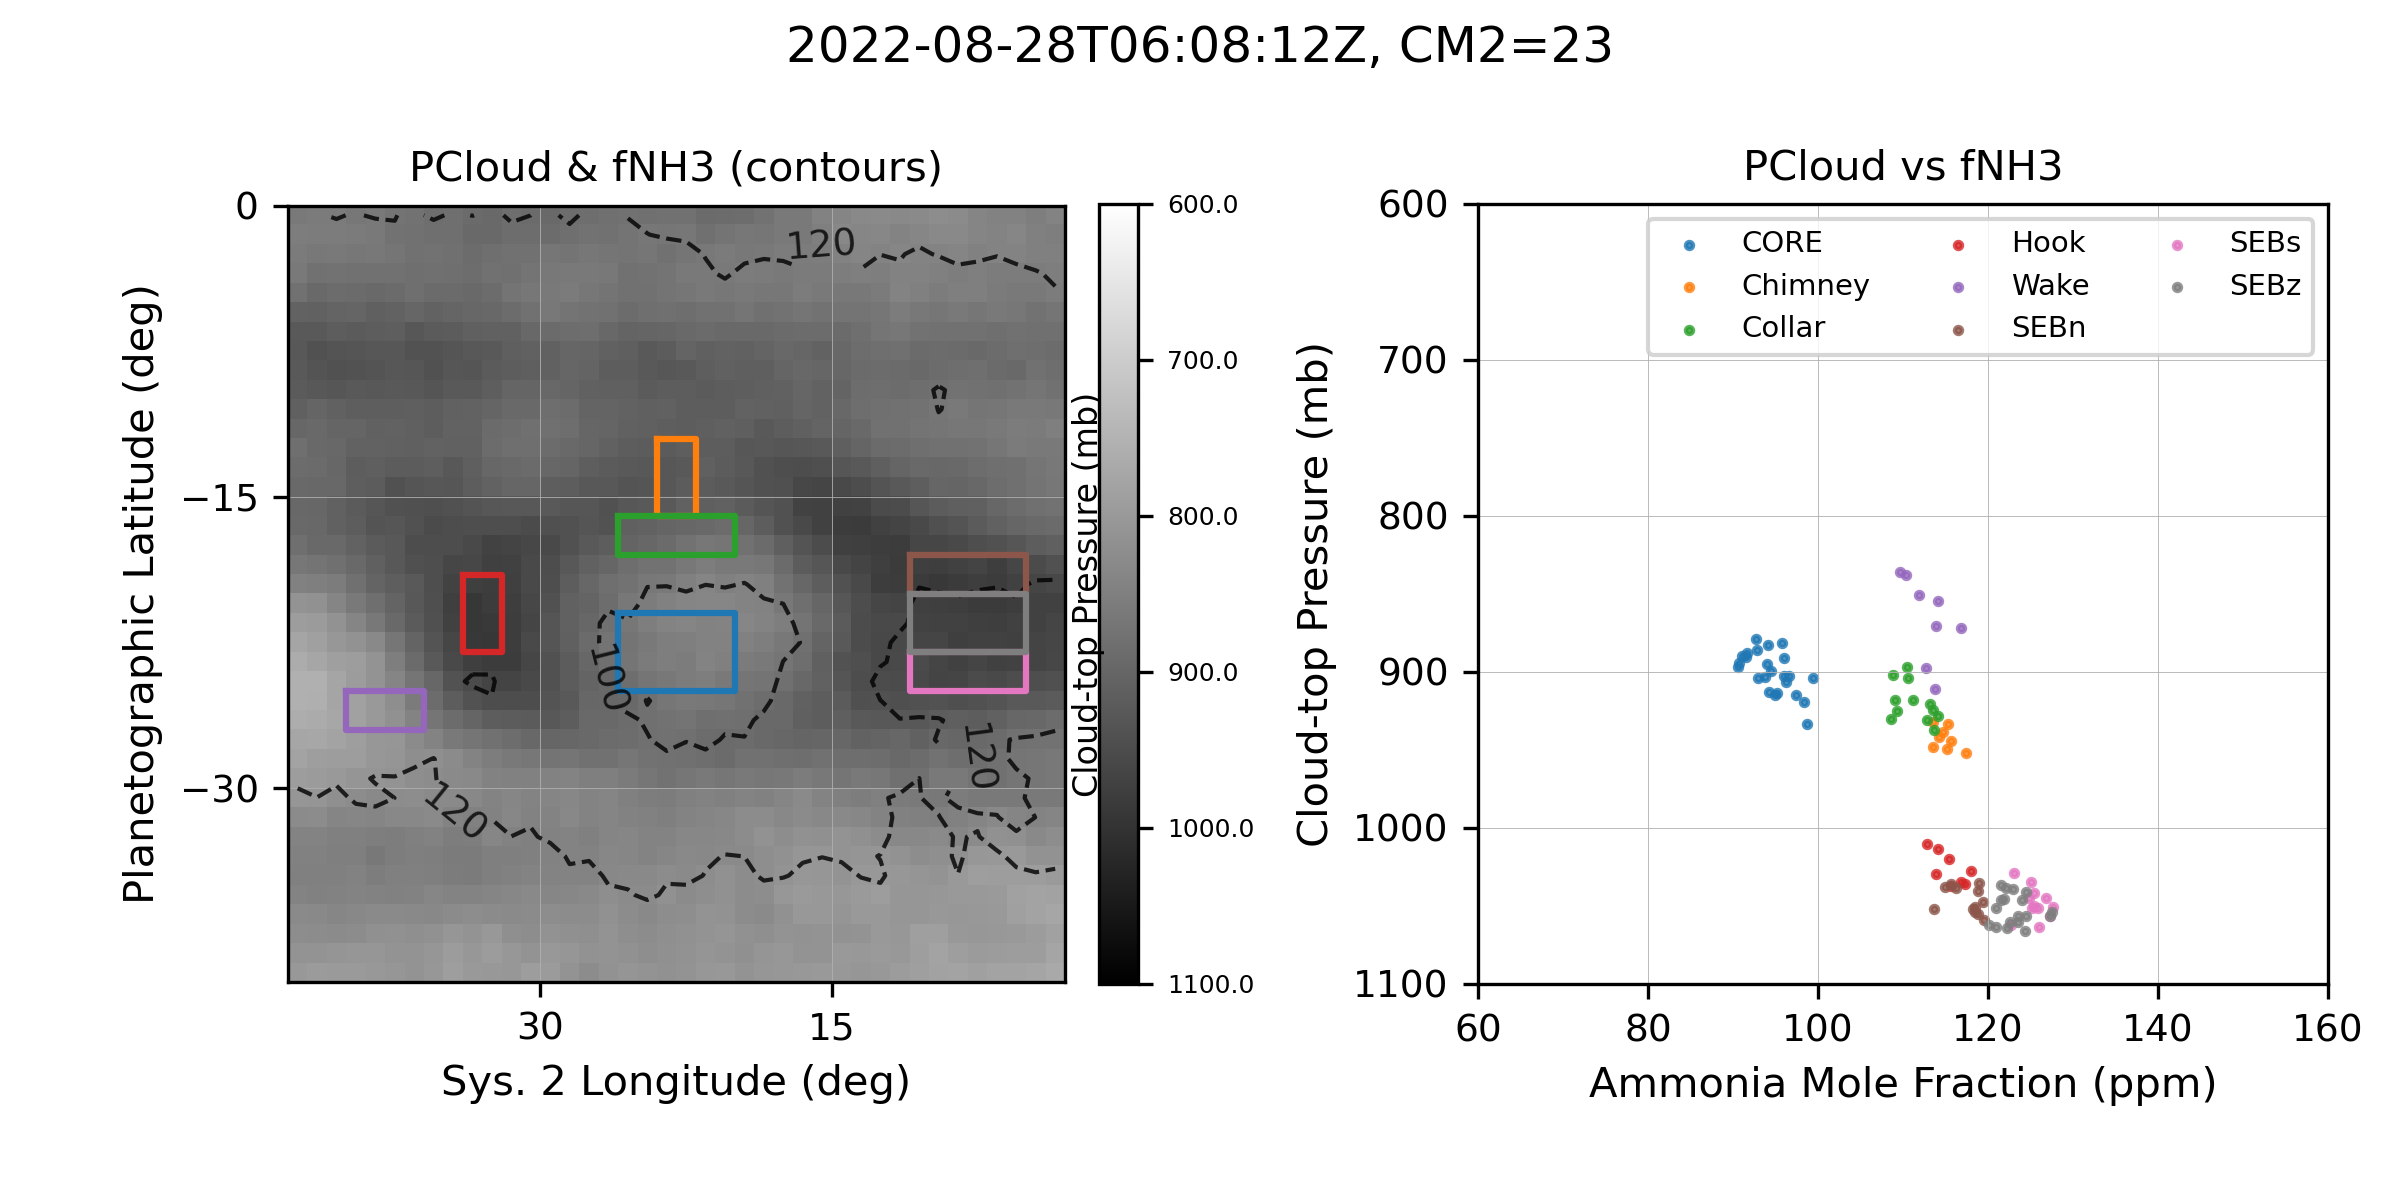 2022-08-28T06:08:12Z, CM2=23
PCloud & fNH3 (contours)
0
−15
−30
30
15
Planetographic Latitude (deg)
Sys. 2 Longitude (deg)
120
100
120
120
Cloud-top Pressure (mb)
600.0
700.0
800.0
900.0
1000.0
1100.0
PCloud vs fNH3
CORE
Chimney
Collar
Hook
Wake
SEBn
SEBs
SEBz
600
700
800
900
1000
1100
Cloud-top Pressure (mb)
60
80
100
120
140
160
Ammonia Mole Fraction (ppm)